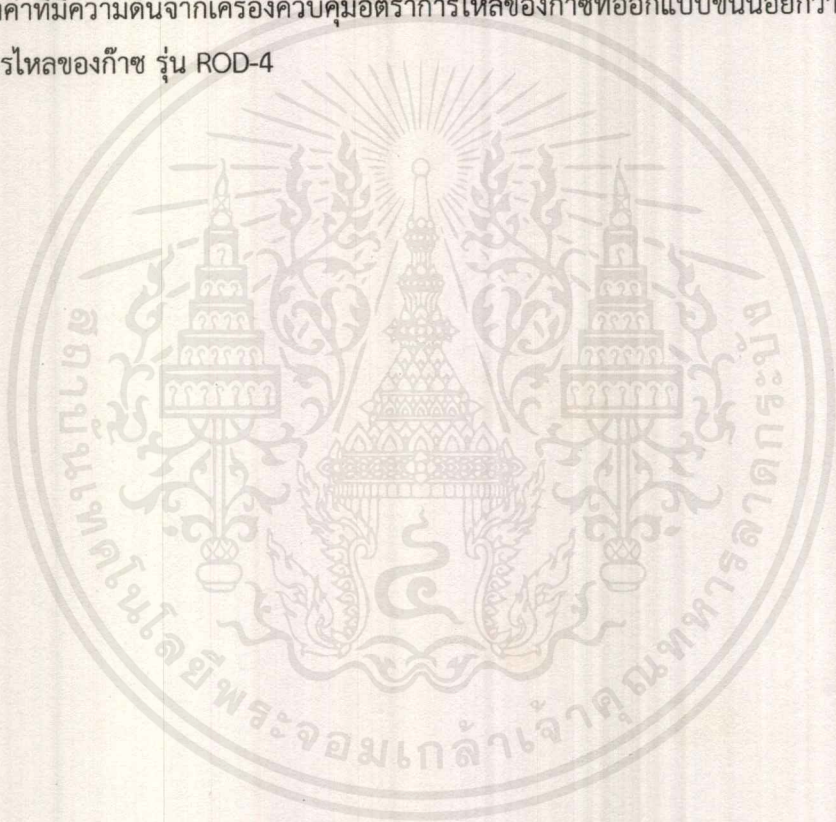 ที่มีความดันจากเครื่องควบคุมอัตราการไหลของก๊าซที่ออกแบบขึ้นน้อยกว่า
รไหลของก๊าซ รุ่น ROD-4
สถาบันเทคโนโลยีพระจอมเกล้าเจ้าคุณทหารลาดกระบัง